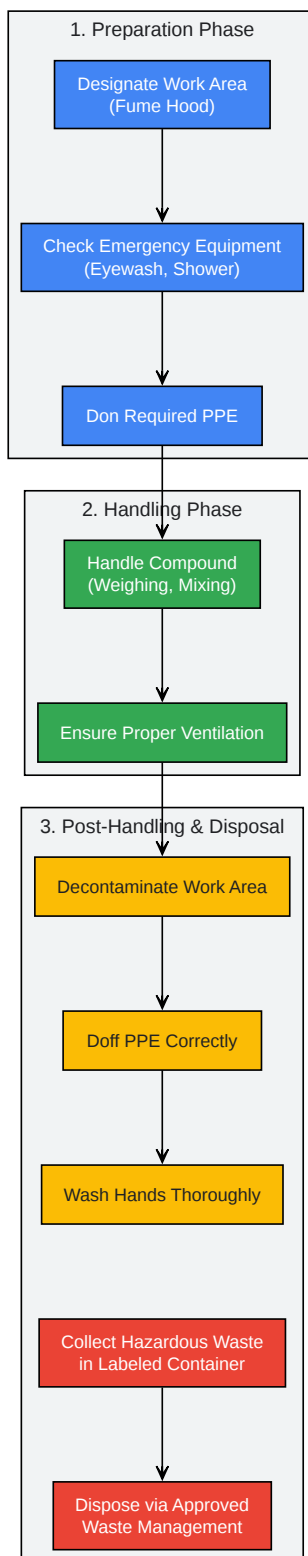 1. Preparation Phase
Designate Work Area
(Fume Hood)
Check Emergency Equipment
(Eyewash, Shower)
Don Required PPE
2. Handling Phase
Handle Compound
(Weighing, Mixing)
Ensure Proper Ventilation
3. Post-Handling & Disposal
Decontaminate Work Area
Doff PPE Correctly
Wash Hands Thoroughly
Collect Hazardous Waste
in Labeled Container
Dispose via Approved
Waste Management